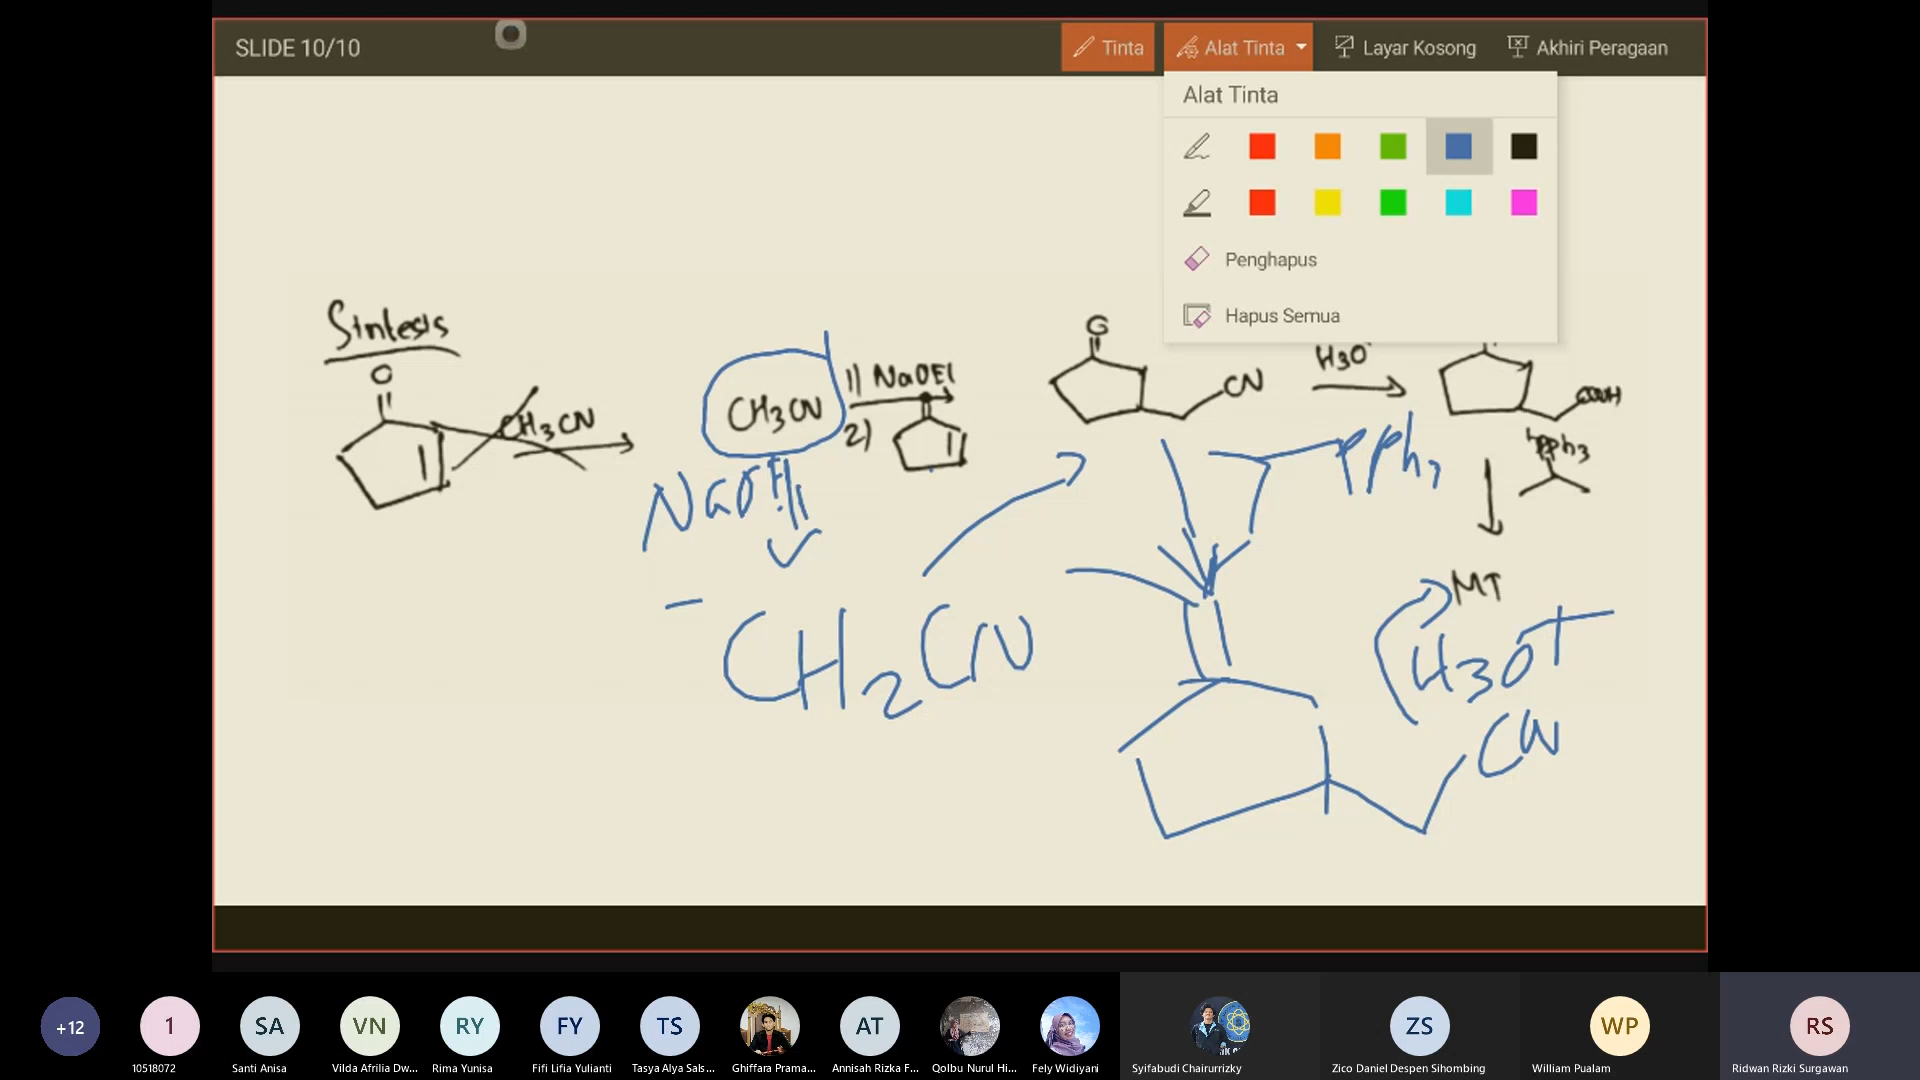 SLIDE 10/10
Tinta
Alat Tinta
Layar Kosong
Akhiri Peragaan
Alat Tinta
Penghapus
Hapus Semua
Sintesis
O
CH3CN
CH3CN
1) NaOEt
2)
O
CN
H3O
COOH
NaOEt
PPh3
PPh3
MT
-CH2CN
H3O+
CN
+12
1
SA
VN
RY
FY
TS
AT
ZS
WP
RS
10518072
Santi Anisa
Vilda Afrilia Dw...
Rima Yunisa
Fifi Lifia Yulianti
Tasya Alya Sals...
Ghiffara Prama...
Annisah Rizka F...
Qolbu Nurul Hi...
Fely Widiyani
Syifabudi Chairurrizky
Zico Daniel Despen Sihombing
William Pualam
Ridwan Rizki Surgawan